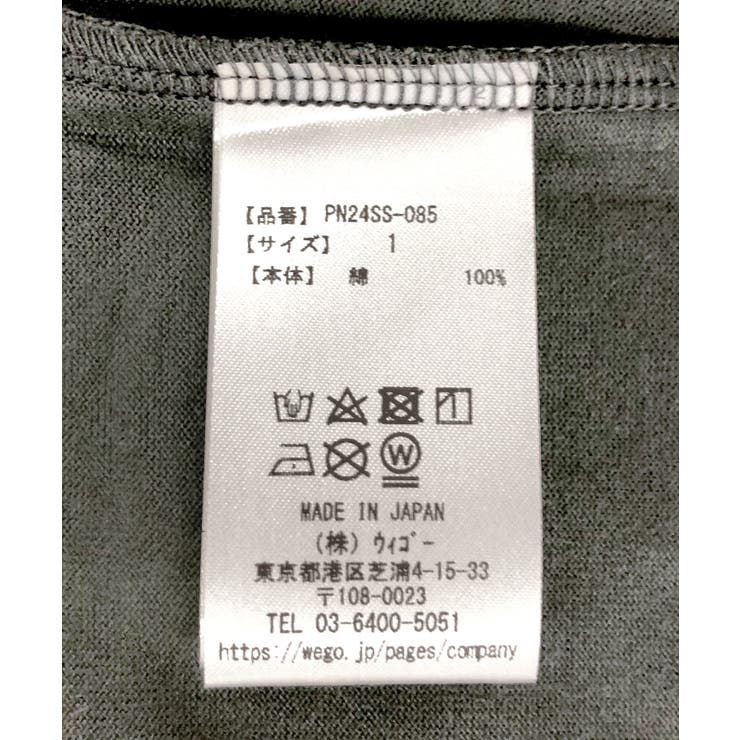 【品番】 PN24SS-085
【サイズ】 1
【本体】 綿 100%
W
MADE IN JAPAN
(株) ウィゴー
東京都港区芝浦4-15-33
〒108-0023
TEL 03-6400-5051
https://wego.jp/pages/company